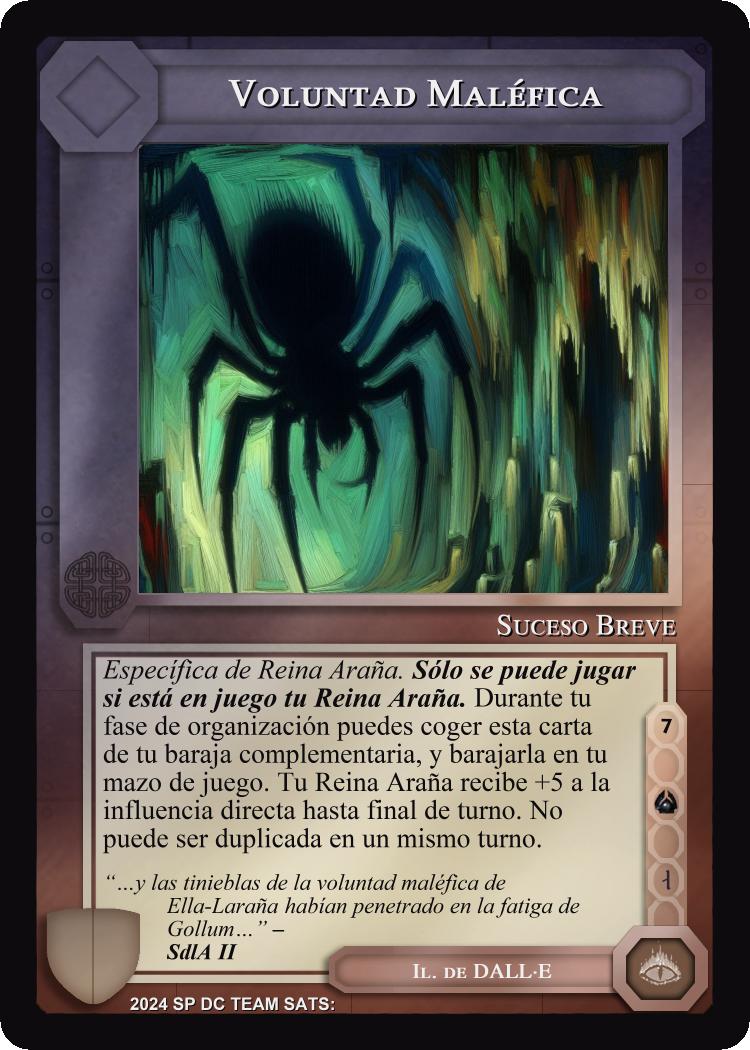 Voluntad Maléfica
Suceso Breve
Específica de Reina Araña. Sólo se puede jugar
si está en juego tu Reina Araña. Durante tu
fase de organización puedes coger esta carta
de tu baraja complementaria, y barajarla en tu
mazo de juego. Tu Reina Araña recibe +5 a la
influencia directa hasta final de turno. No
puede ser duplicada en un mismo turno.
7
“...y las tinieblas de la voluntad maléfica de
Ella-Laraña habían penetrado en la fatiga de
Gollum...” –
SdlA II
Il. de DALL·E
2024 SP DC TEAM SATS: